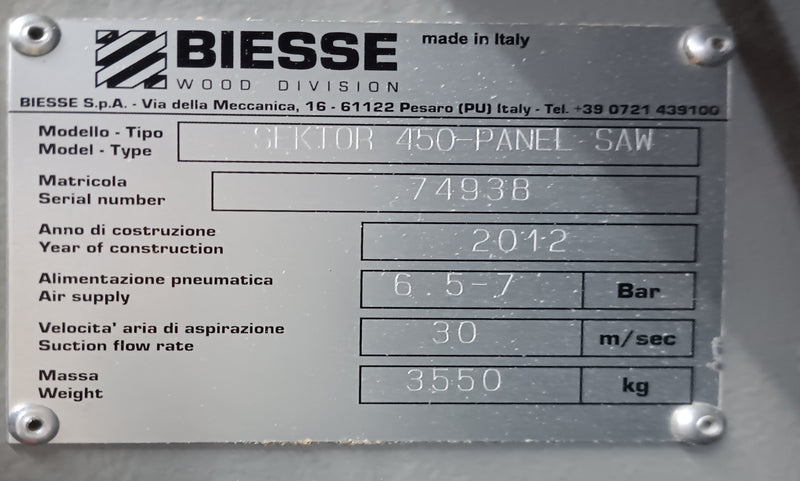 BIESSE made in Italy
WOOD DIVISION
BIESSE S.p.A. - Via della Meccanica, 16 - 61122 Pesaro (PU) Italy - Tel. +39 0721 439100
Modello - Tipo
Model - Type
SEKTOR 450-PANEL SAW
Matricola
Serial number
74938
Anno di costruzione
Year of construction
2012
Alimentazione pneumatica
Air supply
6.5-7 Bar
Velocita' aria di aspirazione
Suction flow rate
30 m/sec
Massa
Weight
3550 kg